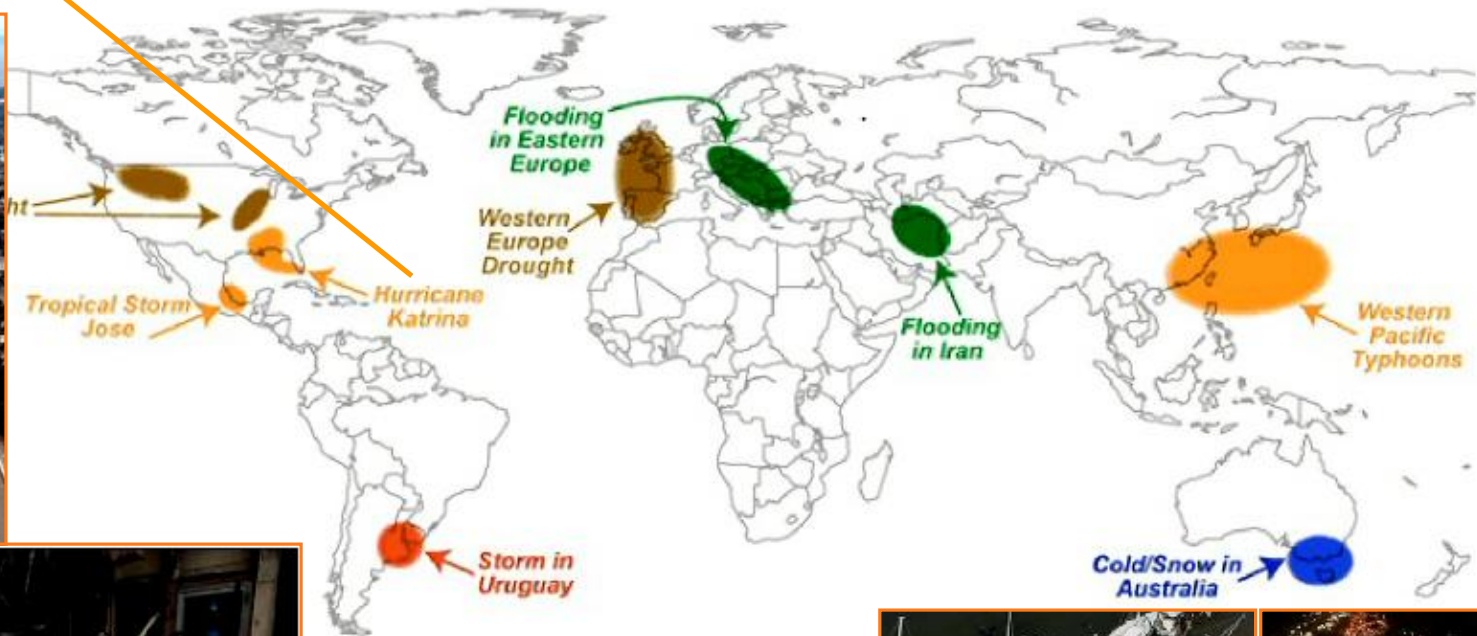 Flooding
in Eastern
Europe
Western
Europe
Drought
Hurricane
Katrina
Tropical Storm
Jose
Flooding
in Iran
Western
Pacific
Typhoons
Storm in
Uruguay
Cold/Snow in
Australia